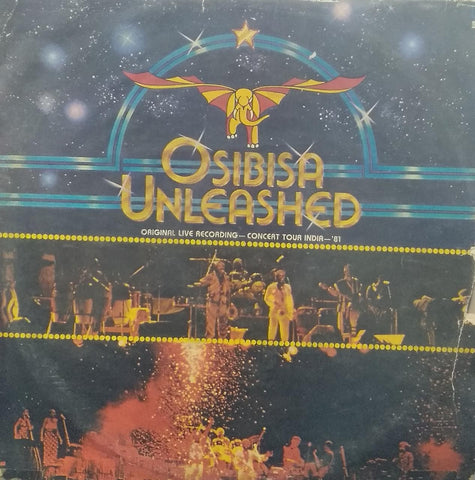 OSIBISA
UNLEASHED
ORIGINAL LIVE RECORDING—CONCERT TOUR INDIA—'81